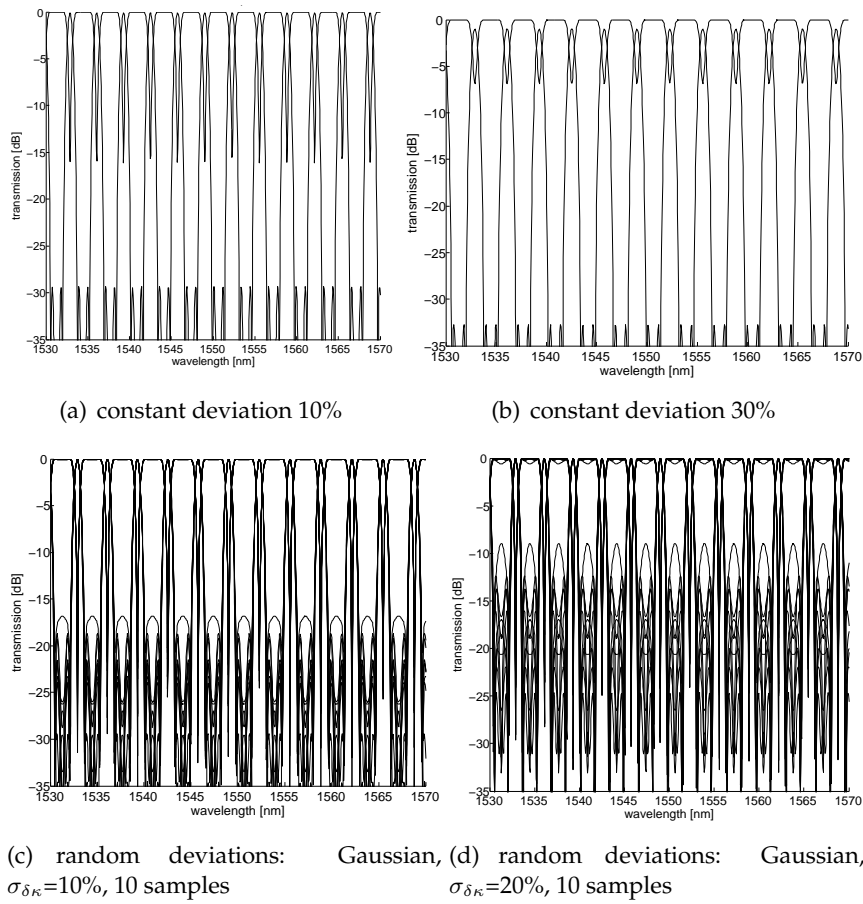 0
−5
−10
−15
−20
−25
−30
−35
transmission [dB]
1530 1535 1540 1545 1550 1555 1560 1565 1570
wavelength [nm]
(a) constant deviation 10%
0
−5
−10
−15
−20
−25
−30
−35
transmission [dB]
1530 1535 1540 1545 1550 1555 1560 1565 1570
wavelength [nm]
(b) constant deviation 30%
0
−5
−10
−15
−20
−25
−30
−35
transmission [dB]
1530 1535 1540 1545 1550 1555 1560 1565 1570
wavelength [nm]
(c) random deviations: Gaussian,
σδκ=10%, 10 samples
0
−5
−10
−15
−20
−25
−30
−35
transmission [dB]
1530 1535 1540 1545 1550 1555 1560 1565 1570
wavelength [nm]
(d) random deviations: Gaussian,
σδκ=20%, 10 samples